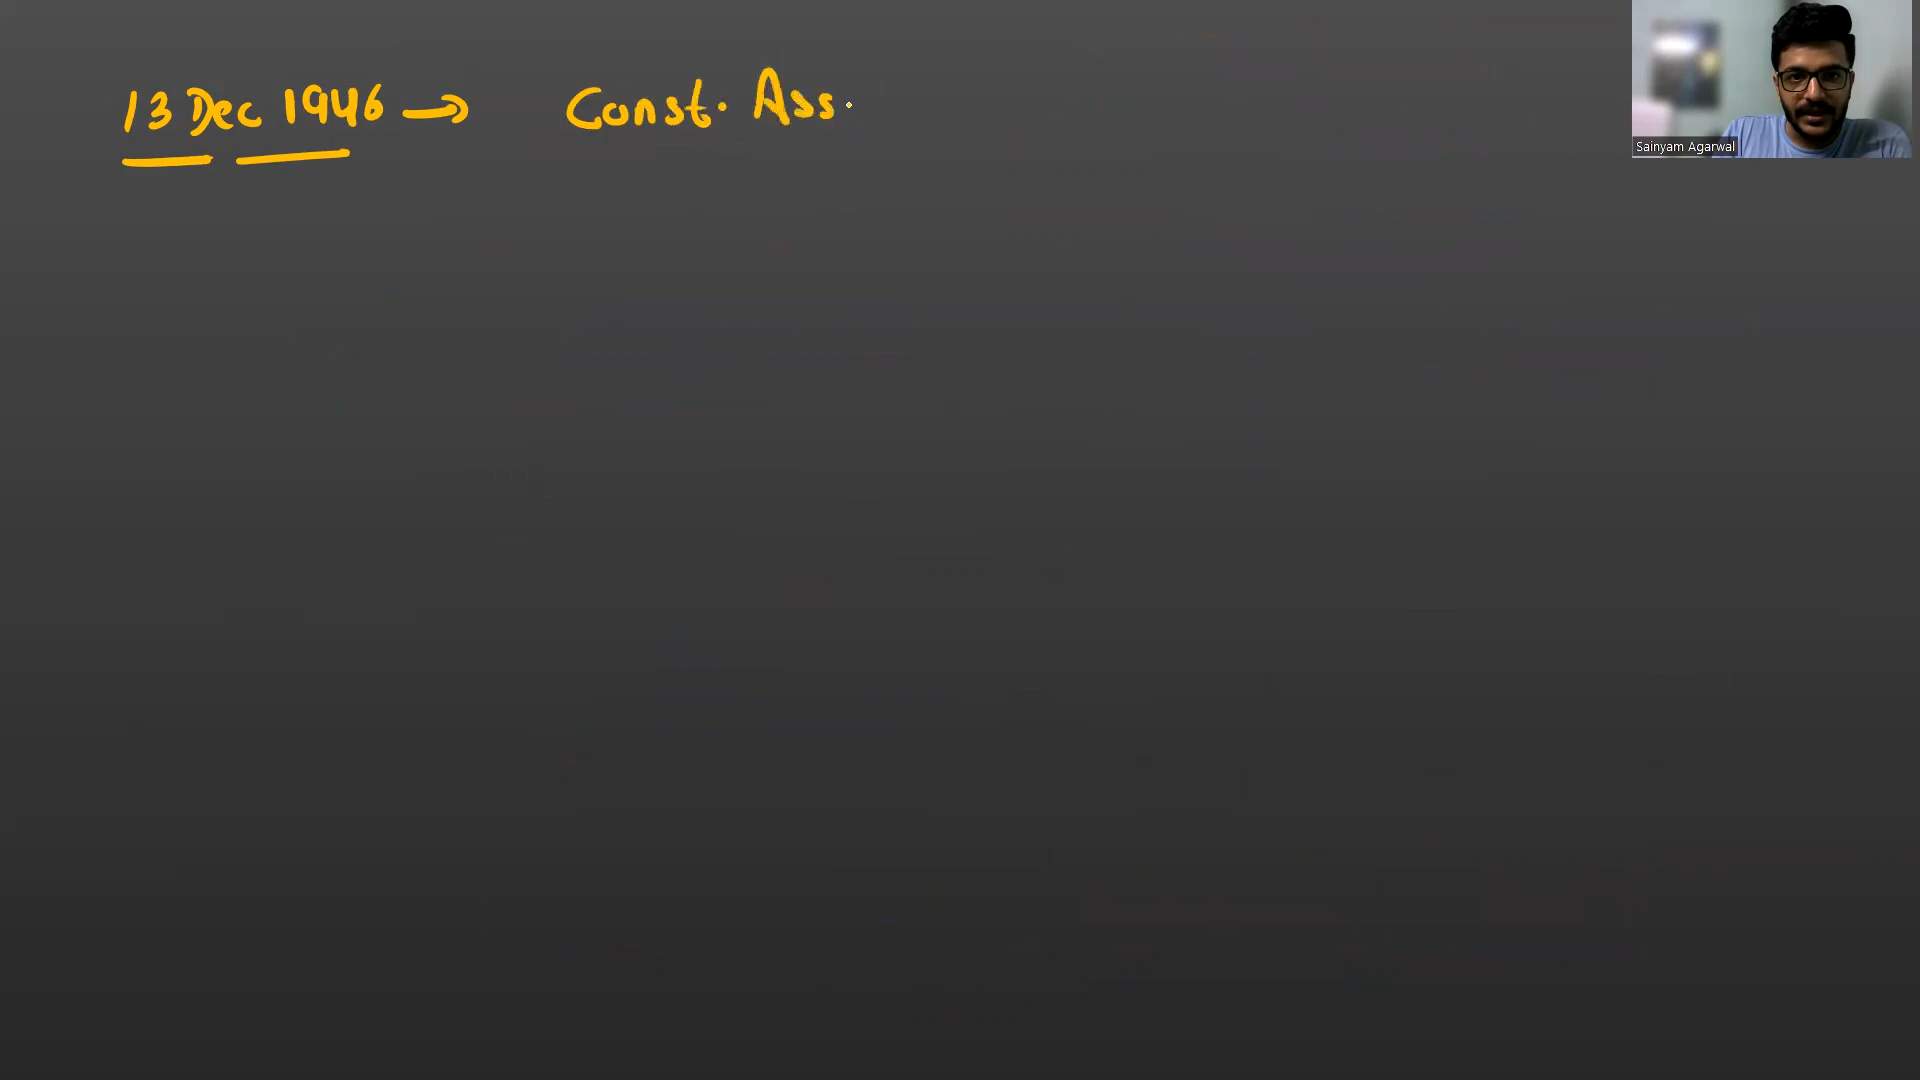 13 Dec 1946 → Const. Ass.
Sainyam Agarwal